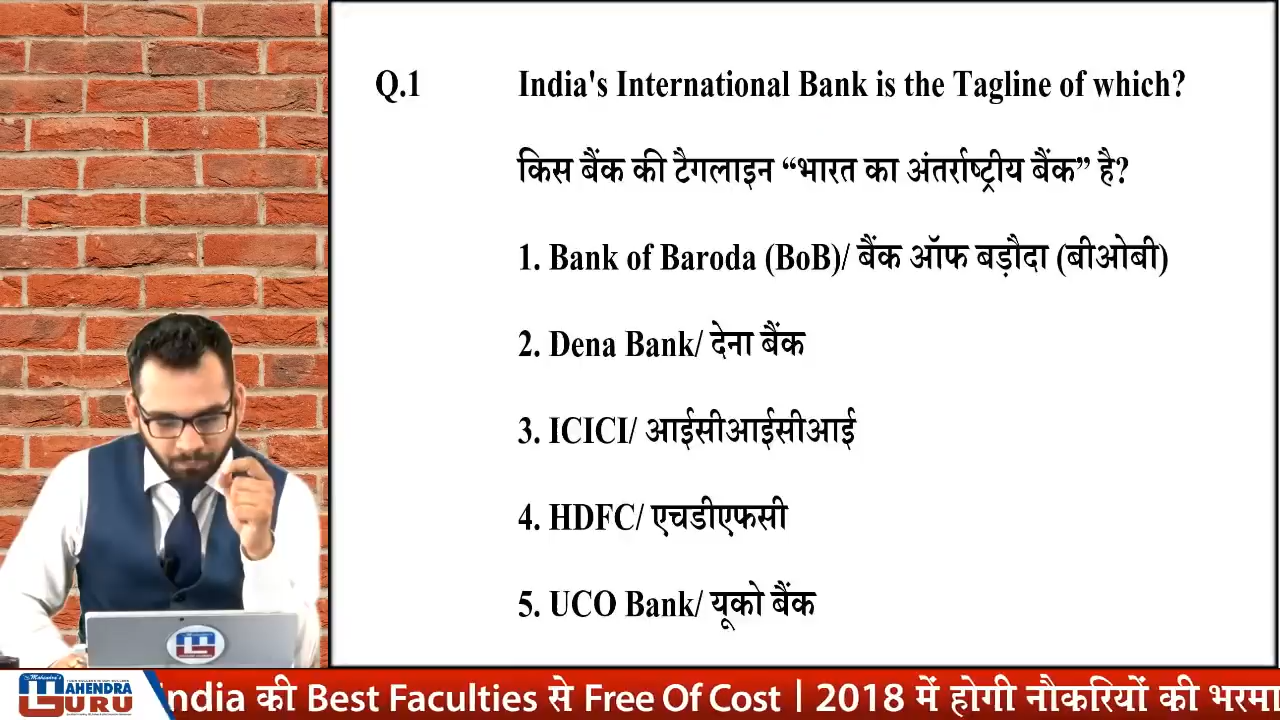 Q.1 India's International Bank is the Tagline of which?
किस बैंक की टैगलाइन “भारत का अंतर्राष्ट्रीय बैंक” है?
1. Bank of Baroda (BoB)/ बैंक ऑफ बड़ौदा (बीओबी)
2. Dena Bank/ देना बैंक
3. ICICI/ आईसीआईसीआई
4. HDFC/ एचडीएफसी
5. UCO Bank/ यूको बैंक
Mahendra's
MAHENDRA
GURU
India की Best Faculties से Free Of Cost 2018 में होगी नौकरियों की भरमा